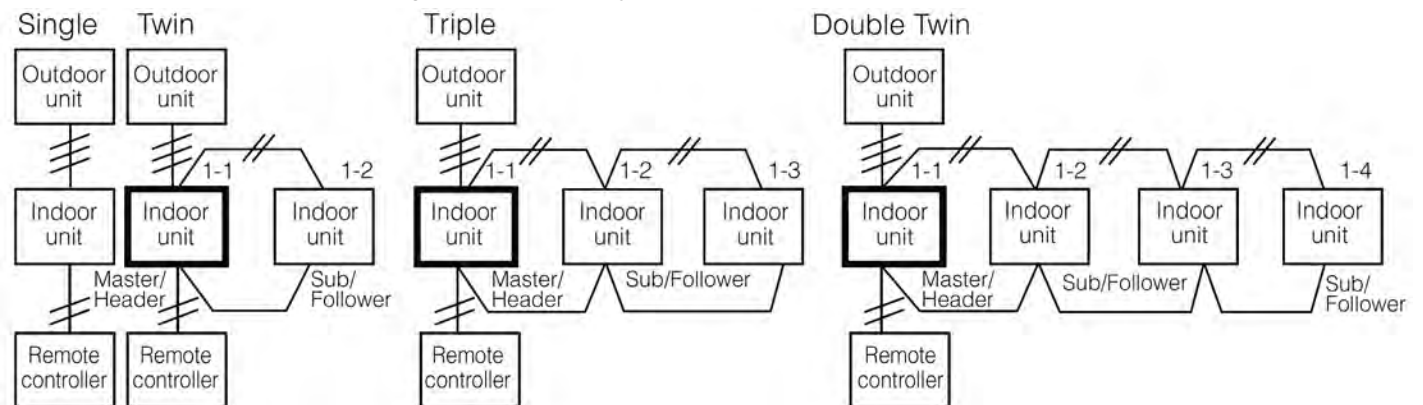 Single Twin Triple Double Twin
Outdoor
unit
Outdoor
unit
Outdoor
unit
Outdoor
unit
1-1 1-2 1-1 1-2 1-3 1-1 1-2 1-3 1-4
Indoor
unit
Indoor
unit
Indoor
unit
Indoor
unit
Indoor
unit
Indoor
unit
Indoor
unit
Indoor
unit
Indoor
unit
Indoor
unit
Master/
Header
Sub/
Follower
Master/
Header
Sub/Follower
Master/
Header
Sub/Follower
Sub/
Follower
Remote
controller
Remote
controller
Remote
controller
Remote
controller